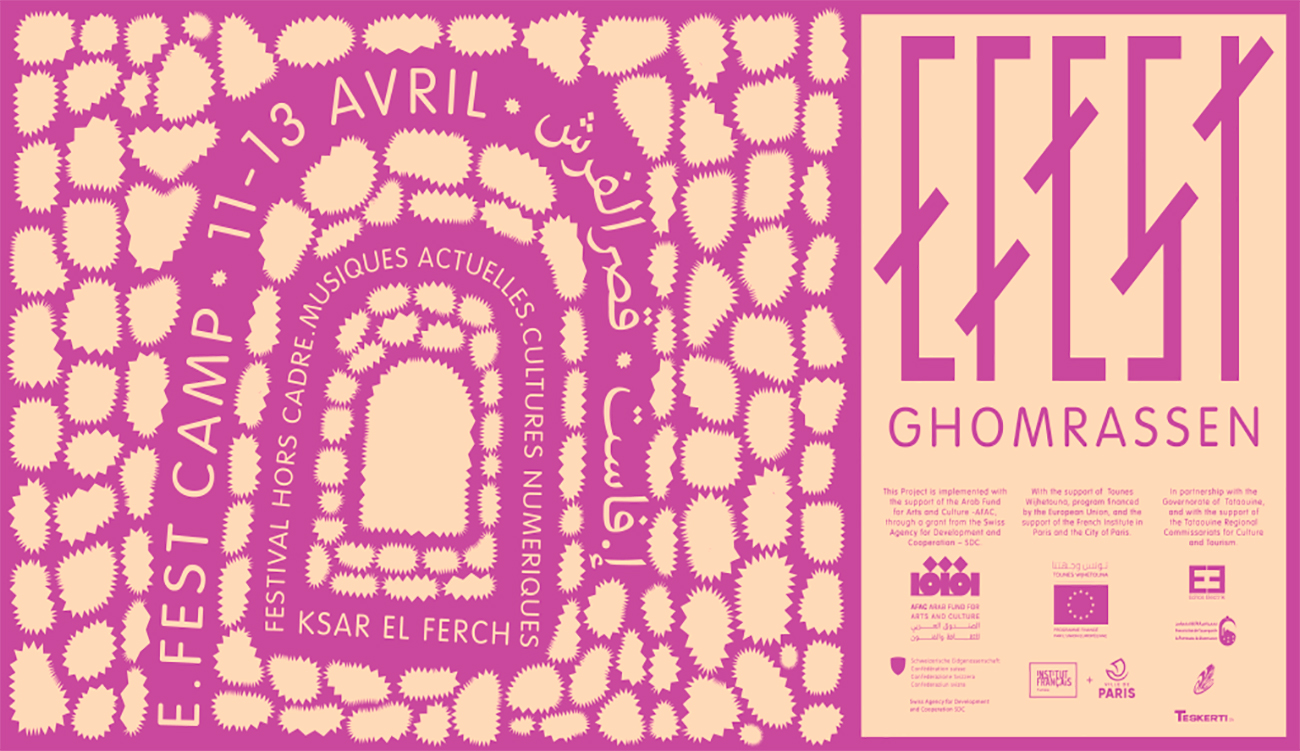 E.FEST CAMP • 11-13 AVRIL • قصر الفرش • إ.فاست
FESTIVAL HORS CADRE.MUSIQUES ACTUELLES.CULTURES NUMERIQUES
KSAR EL FERCH
EFEST
GHOMRASSEN
This Project is implemented with
the support of the Arab Fund
for Arts and Culture -AFAC,
through a grant from the Swiss
Agency for Development and
Cooperation – SDC.
With the support of Tounes
Wijhetouna, program financed
by the European Union, and the
support of the French Institute in
Paris and the City of Paris.
In partnership with the
Governorate of Tataouine,
and with the support of
the Tataouine Regional
Commissariats for Culture
and Tourism.
AFAC ARAB FUND FOR
ARTS AND CULTURE
الصندوق العربي
للثقافة والفنون
Schweizerische Eidgenossenschaft
Confédération suisse
Confederazione Svizzera
Confederaziun svizra
Swiss Agency for Development
and Cooperation SDC
تونس وجهتنا
TOUNES WIJHETOUNA
INSTITUT
FRANÇAIS
+
VILLE DE
PARIS
TESKERTI